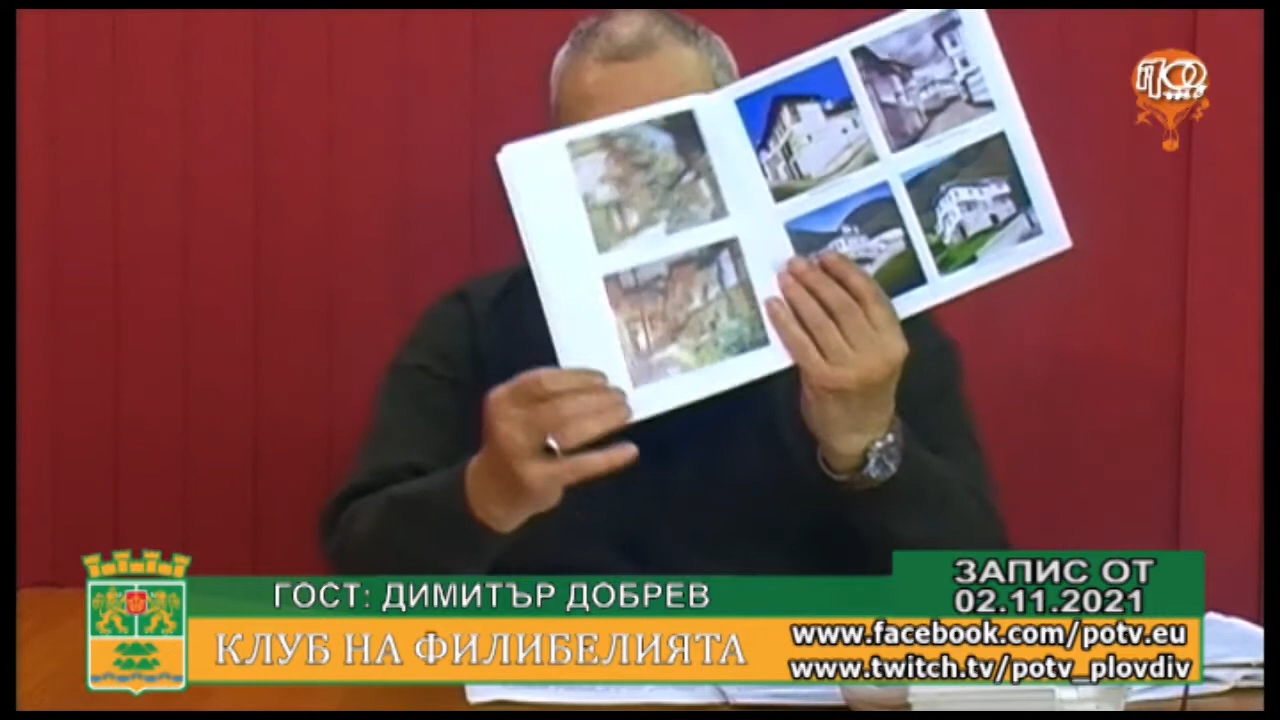 ГОСТ: ДИМИТЪР ДОБРЕВ
КЛУБ НА ФИЛИБЕЛИЯТА
ЗАПИС ОТ
02.11.2021
www.facebook.com/potv.eu
www.twitch.tv/potv_plovdiv